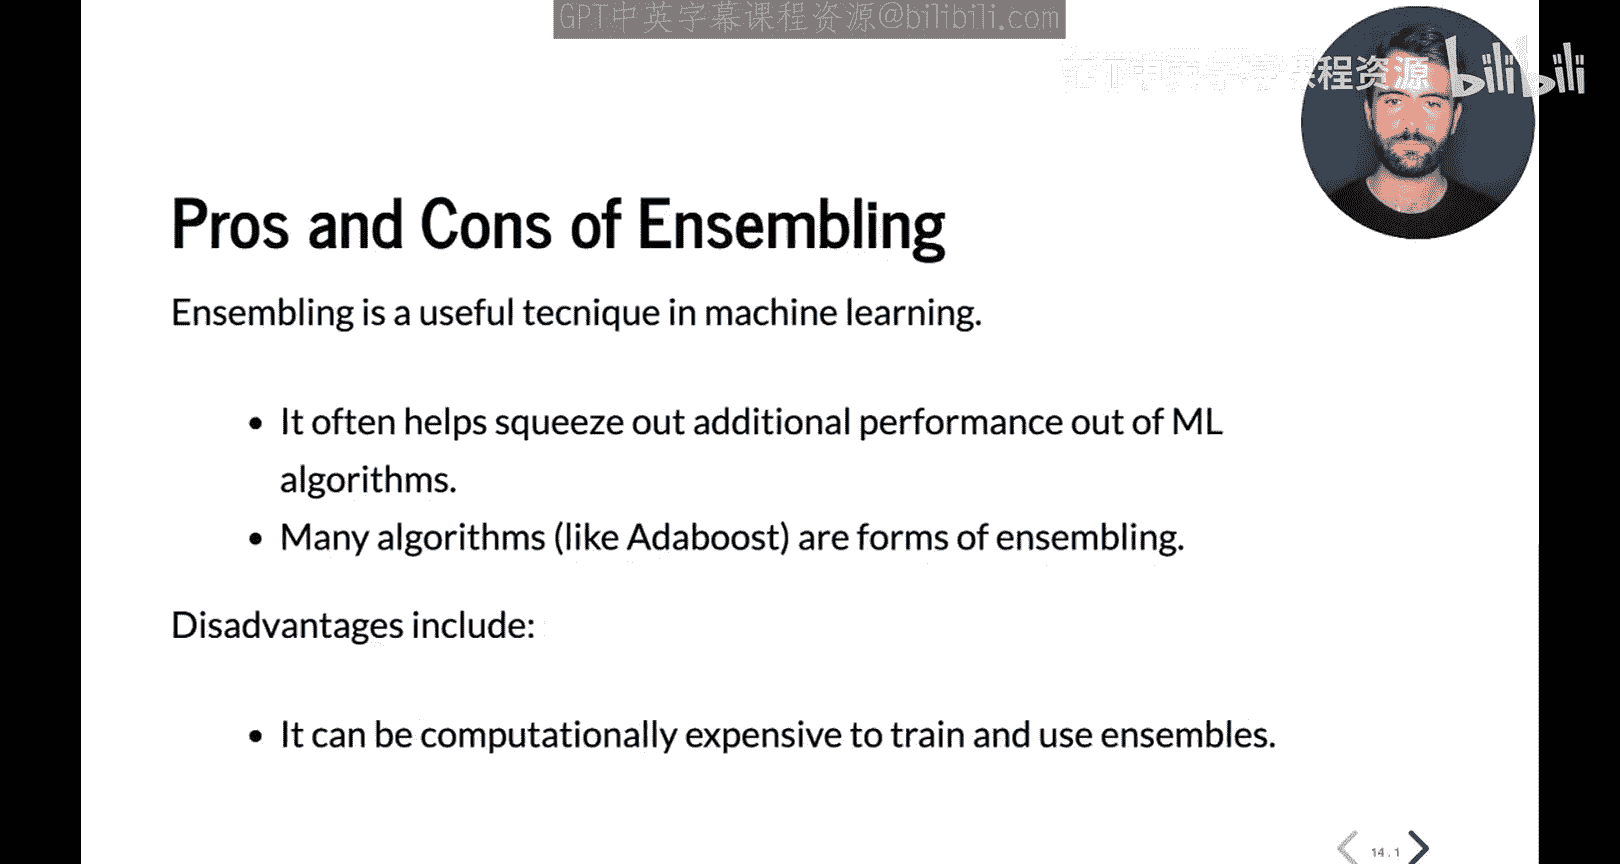 GPT中英字幕课程资源@bilibili.com
课程资源 bilibili
Pros and Cons of Ensembling
Ensembling is a useful tecnique in machine learning.
It often helps squeeze out additional performance out of ML
algorithms.
Many algorithms (like Adaboost) are forms of ensembling.
Disadvantages include:
It can be computationally expensive to train and use ensembles.
14.1